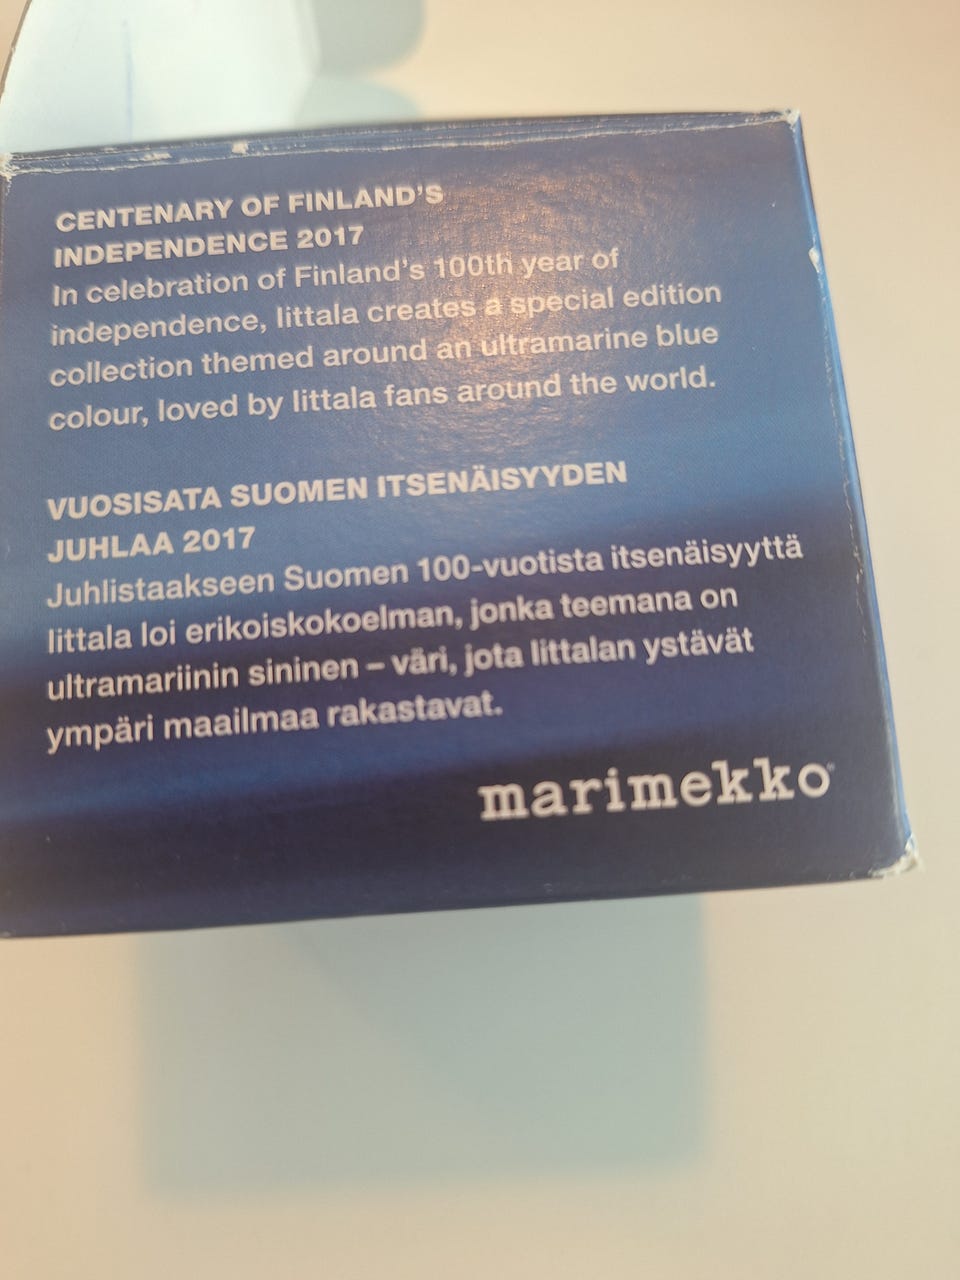 CENTENARY OF FINLAND'S
INDEPENDENCE 2017
In celebration of Finland's 100th year of
independence, Iittala creates a special edition
collection themed around an ultramarine blue
colour, loved by Iittala fans around the world.
VUOSISATA SUOMEN ITSENÄISYYDEN
JUHLAA 2017
Juhlistaakseen Suomen 100-vuotista itsenäisyyttä
Iittala loi erikoiskokoelman, jonka teemana on
ultramariinin sininen – väri, jota Iittalan ystävät
ympäri maailmaa rakastavat.
marimekko